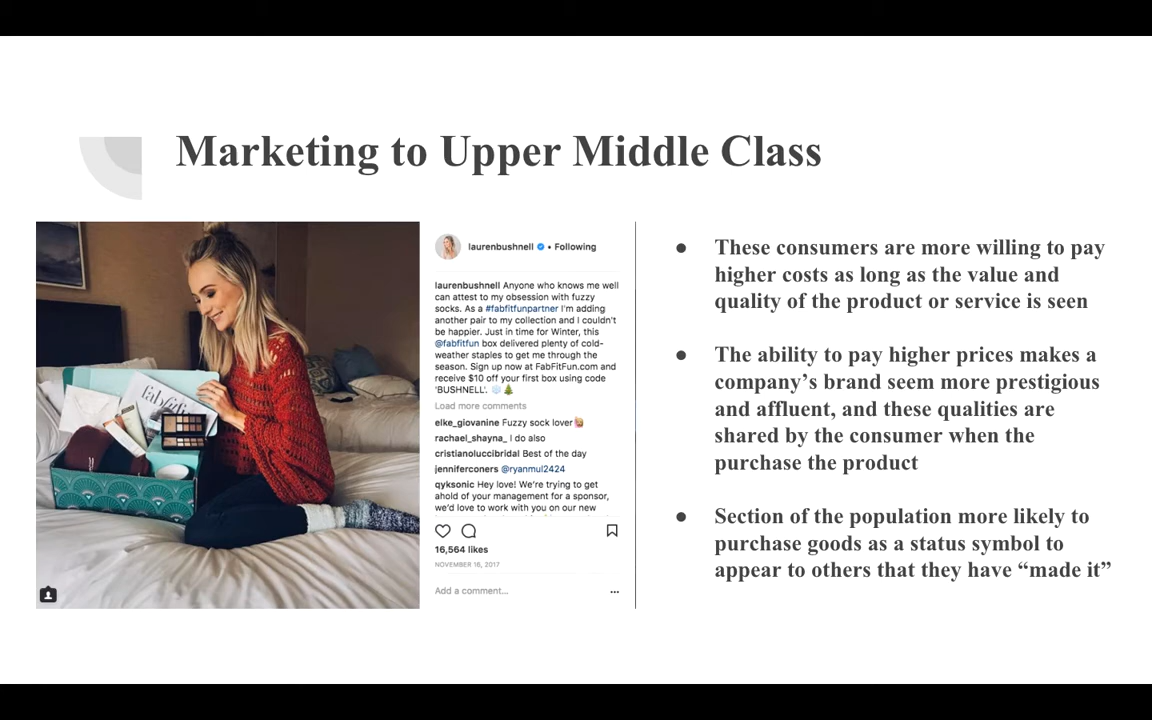 Marketing to Upper Middle Class
fabfitfun
laurenbushnell • Following
laurenbushnell Anyone who knows me well
can attest to my obsession with fuzzy
socks. As a #fabfitfunpartner I'm adding
another pair to my collection and I couldn't
be happier. Just in time for Winter, this
@fabfitfun box delivered plenty of cold-
weather staples to get me through the
season. Sign up now at FabFitFun.com and
receive $10 off your first box using code
'BUSHNELL'. ❄️🌲
Load more comments
elke_giovanine Fuzzy sock lover
rachael_shayna_ I do also
cristianoluccibridal Best of the day
jenniferconers @ryanmul2424
qyksonic Hey love! We're trying to get
ahold of your management for a sponsor,
we'd love to work with you on our new
16,564 likes
NOVEMBER 16, 2017
Add a comment...
● These consumers are more willing to pay
higher costs as long as the value and
quality of the product or service is seen
● The ability to pay higher prices makes a
company's brand seem more prestigious
and affluent, and these qualities are
shared by the consumer when the
purchase the product
● Section of the population more likely to
purchase goods as a status symbol to
appear to others that they have “made it”